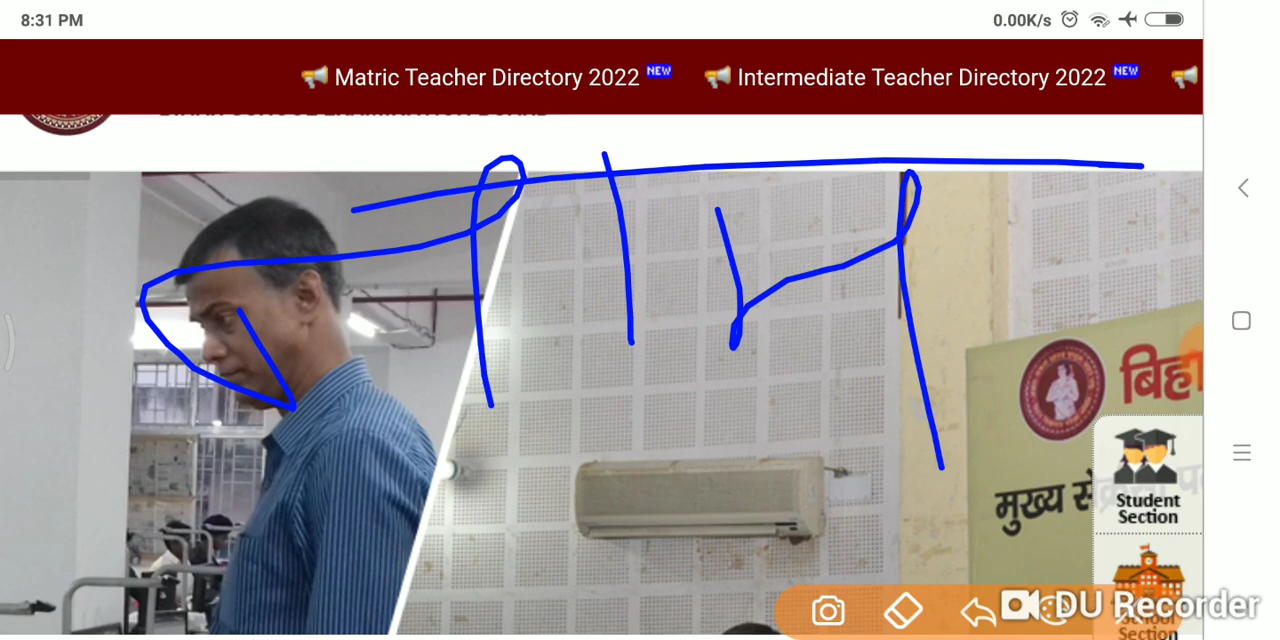 8:31 PM
0.00K/s
Matric Teacher Directory 2022 NEW
Intermediate Teacher Directory 2022 NEW
बिहा
मुख्य
Student
Section
Section
DU Recorder